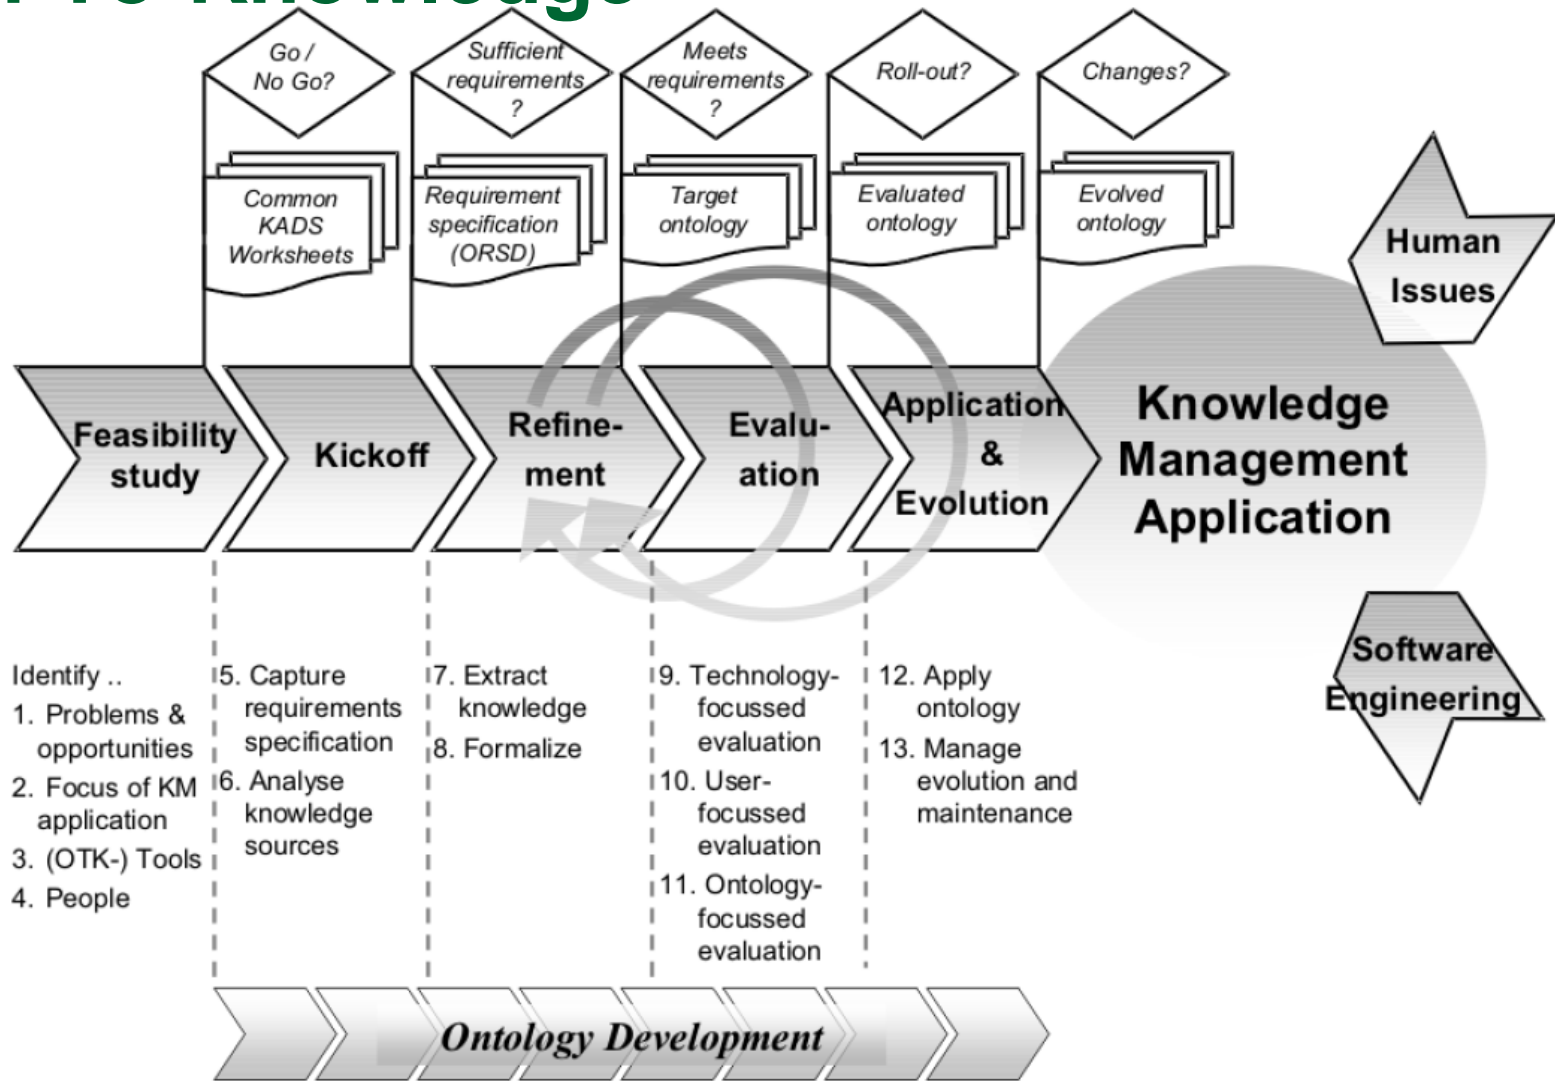 Knowledge
Go /
No Go?
Sufficient
requirements
?
Meets
requirements
?
Roll-out?
Changes?
Common
KADS
Worksheets
Requirement
specification
(ORSD)
Target
ontology
Evaluated
ontology
Evolved
ontology
Human
Issues
Feasibility
study
Kickoff
Refine-
ment
Evalu-
ation
Application
&
Evolution
Knowledge
Management
Application
Software
Engineering
Identify ..
1. Problems &
opportunities
2. Focus of KM
application
3. (OTK-) Tools
4. People
5. Capture
requirements
specification
6. Analyse
knowledge
sources
7. Extract
knowledge
8. Formalize
9. Technology-
focussed
evaluation
10. User-
focussed
evaluation
11. Ontology-
focussed
evaluation
12. Apply
ontology
13. Manage
evolution and
maintenance
Ontology Development